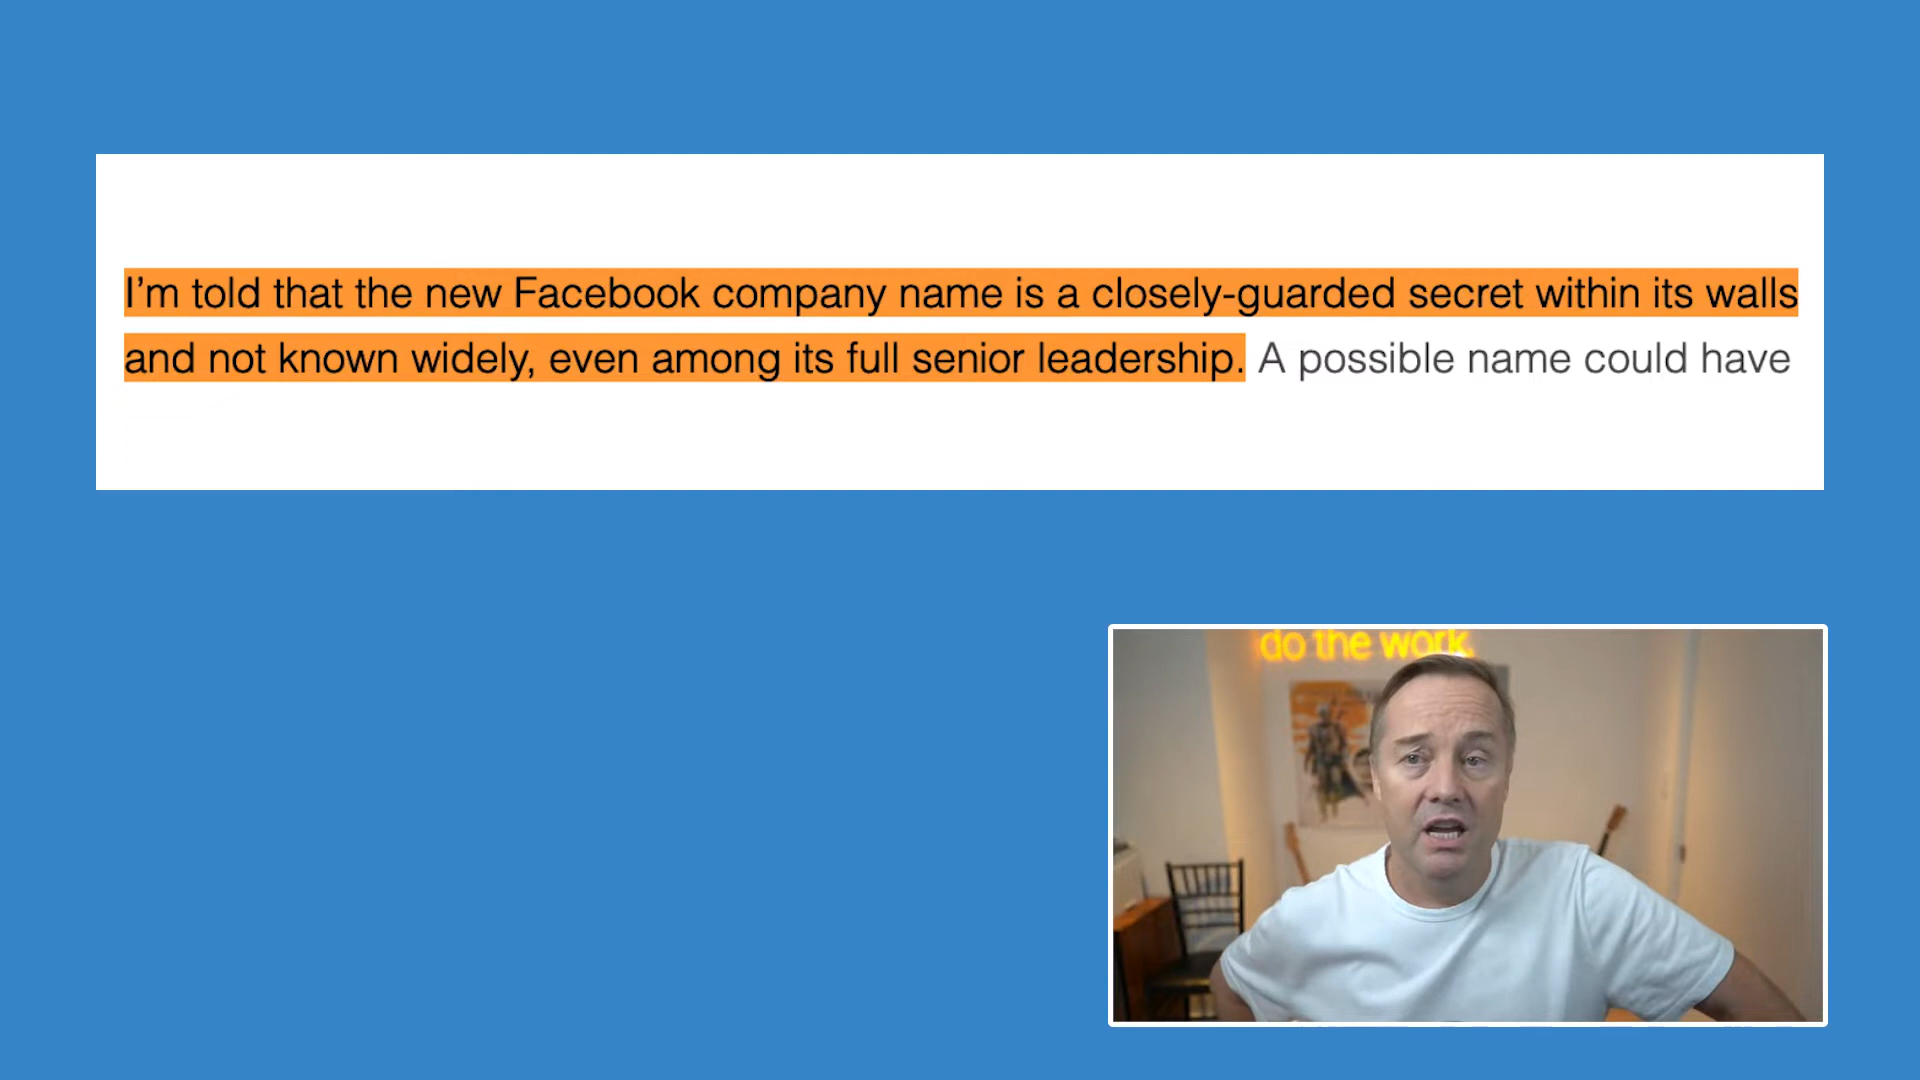 I'm told that the new Facebook company name is a closely-guarded secret within its walls
and not known widely, even among its full senior leadership. A possible name could have
do the work.